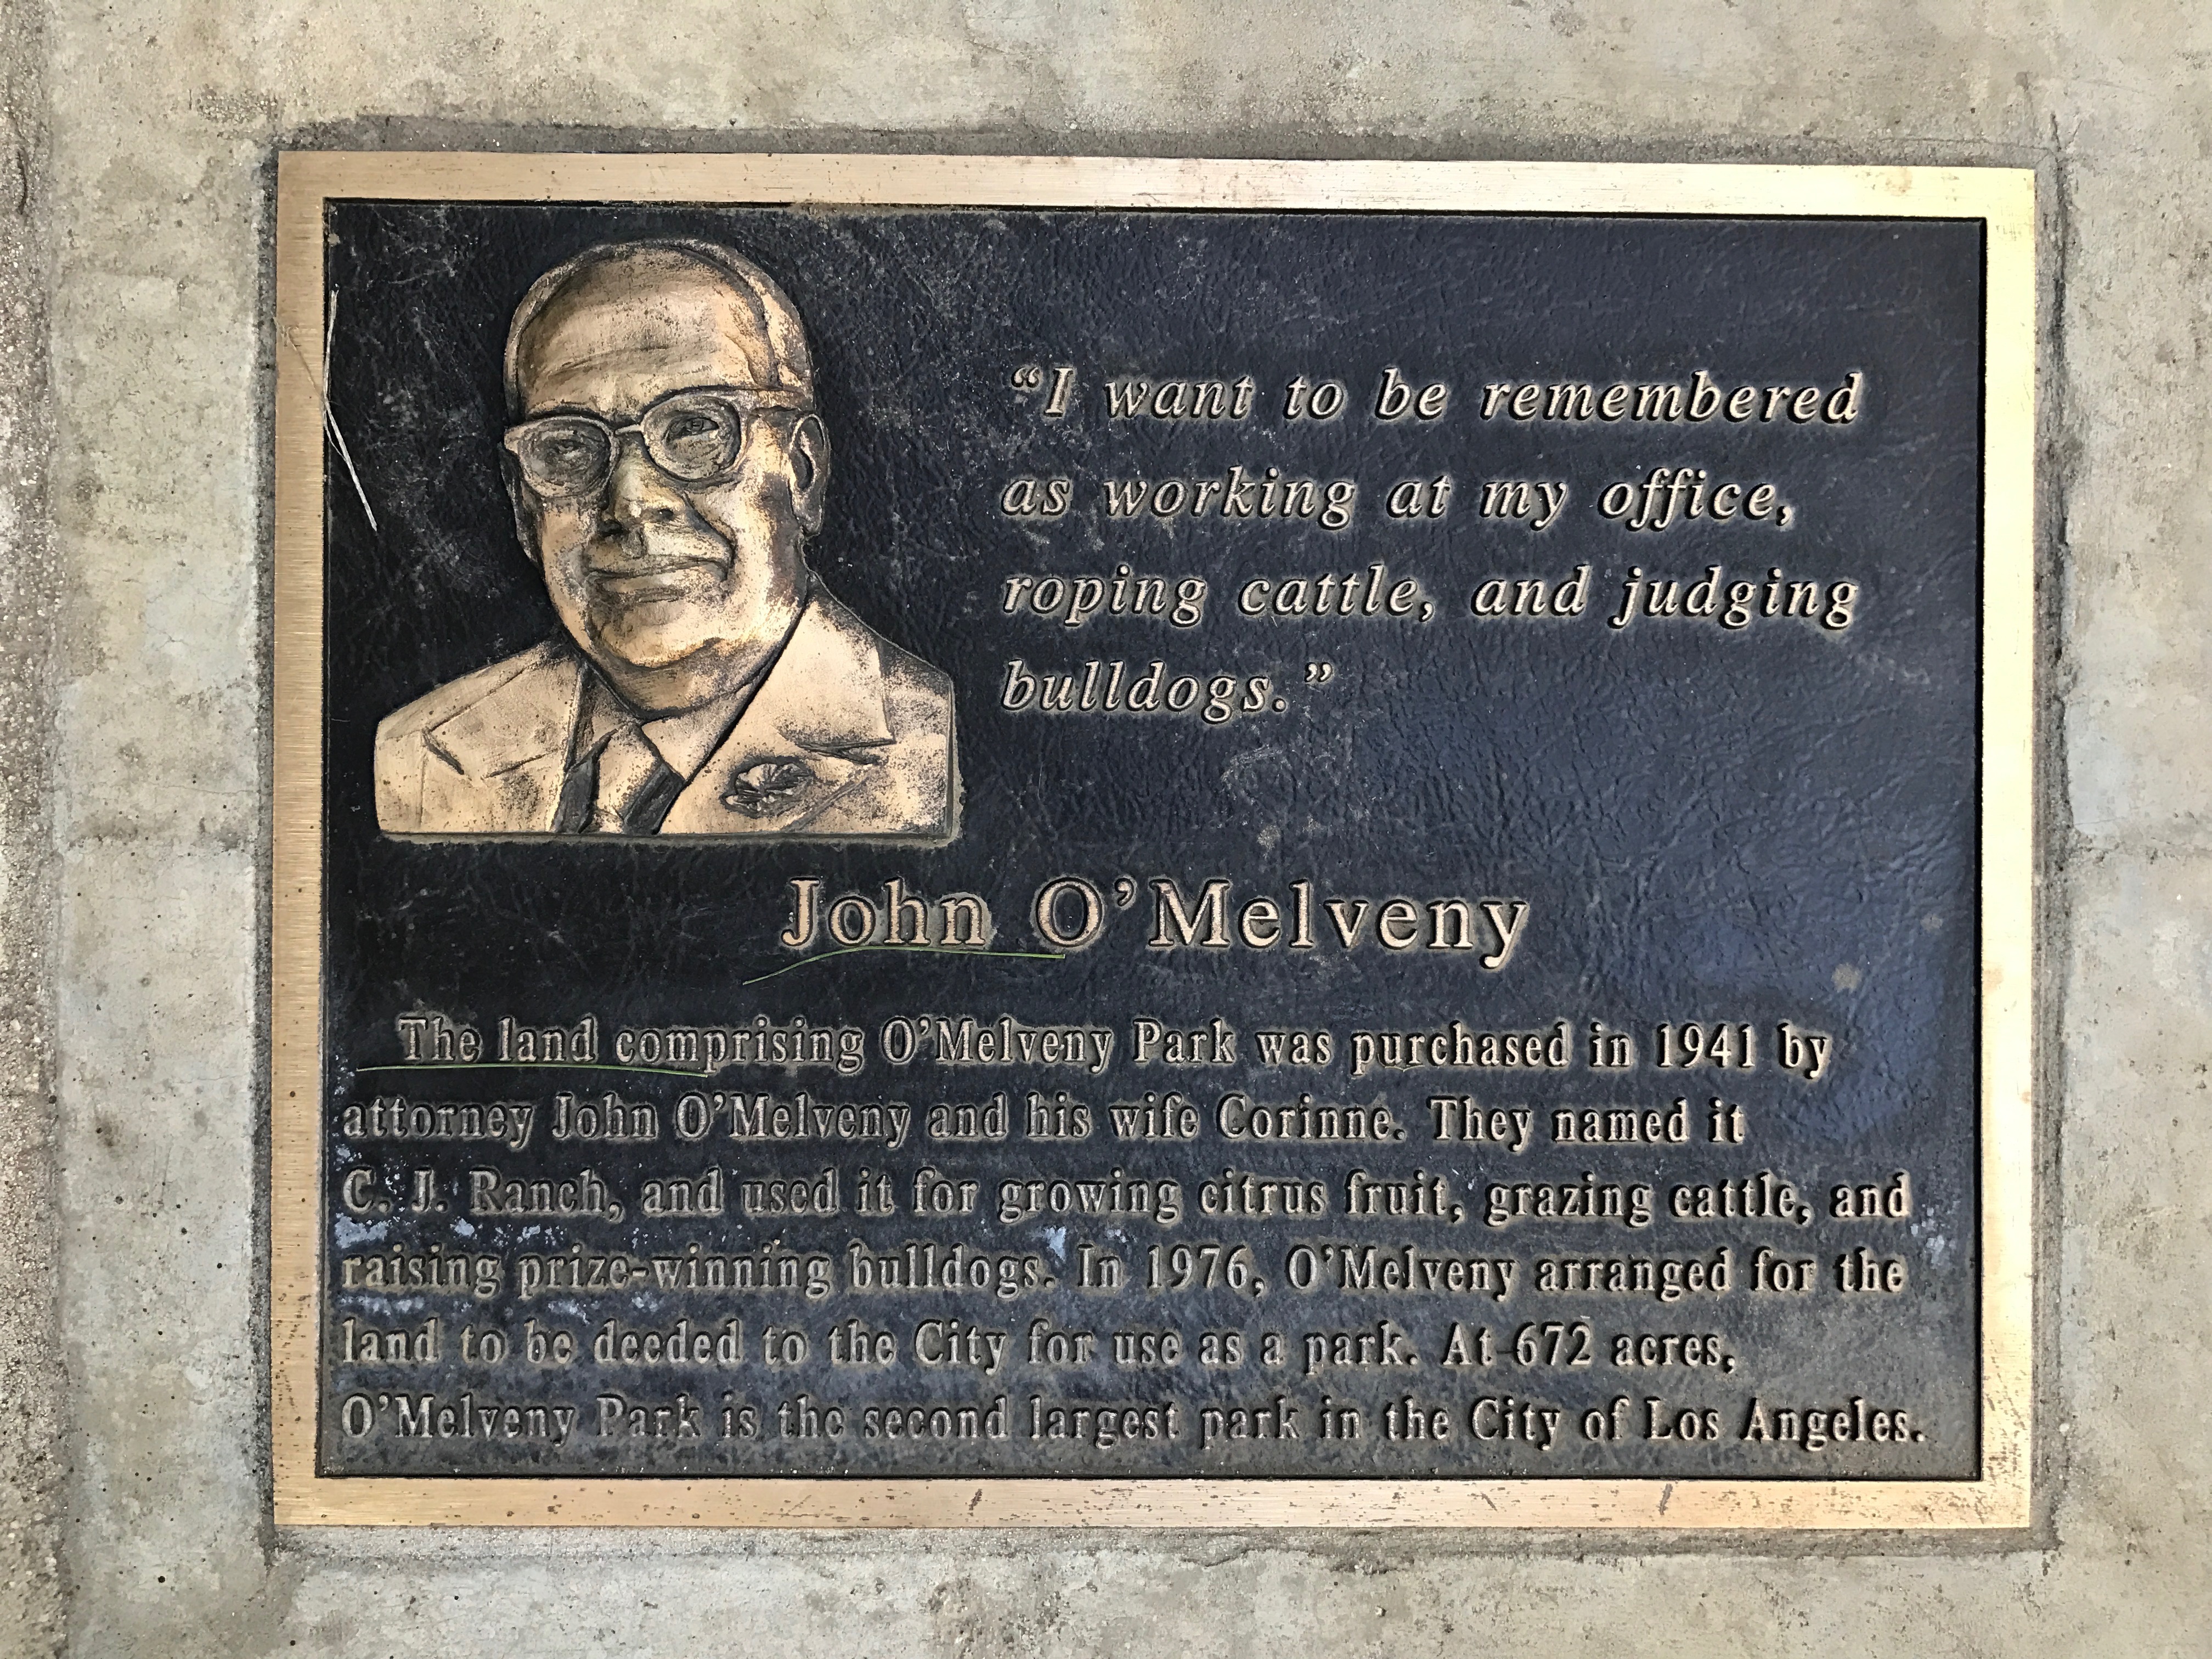 “I want to be remembered
as working at my office,
roping cattle, and judging
bulldogs.”
John O’Melveny
The land comprising O’Melveny Park was purchased in 1941 by
attorney John O’Melveny and his wife Corinne. They named it
C. J. Ranch, and used it for growing citrus fruit, grazing cattle, and
raising prize-winning bulldogs. In 1976, O’Melveny arranged for the
land to be deeded to the City for use as a park. At 672 acres,
O’Melveny Park is the second largest park in the City of Los Angeles.